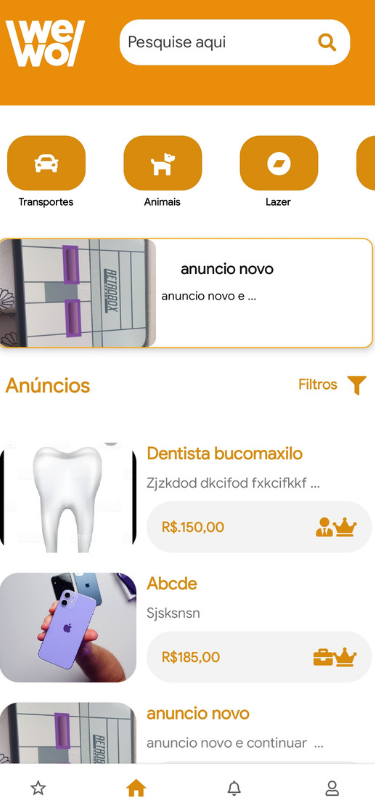 we
wo!
Pesquise aqui
Transportes
Animais
Lazer
anuncio novo
anuncio novo e ...
RETROBOX
Anúncios
Filtros
Dentista bucomaxilo
Zjzkdod dkcifod fxkcifkkf ...
R$.150,00
Abcde
Sjsksnsn
R$185,00
anuncio novo
anuncio novo e continuar ...